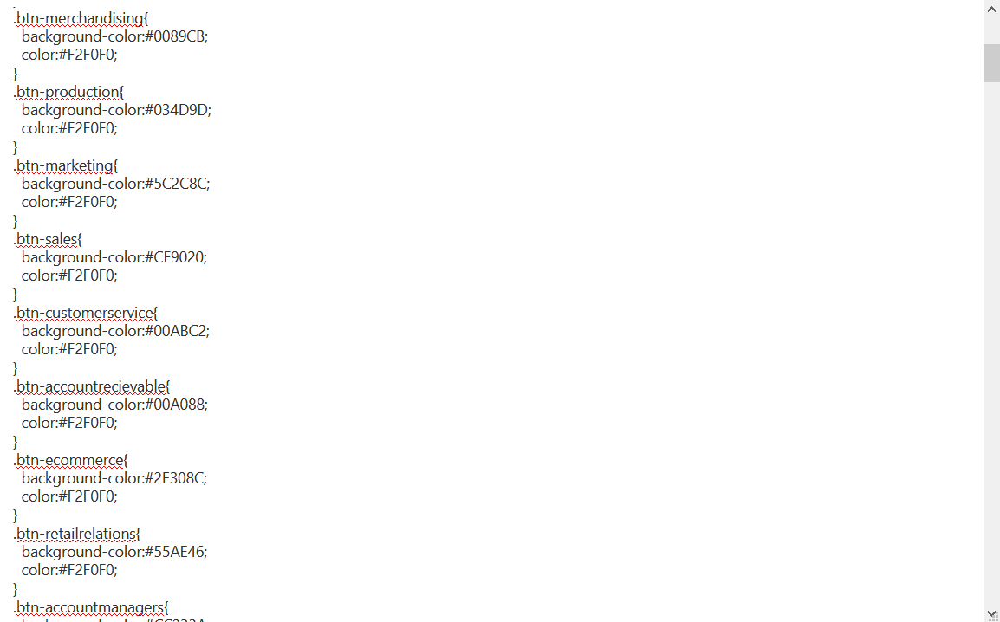 .btn-merchandising{
background-color:#0089CB;
color:#F2F0F0;
}
.btn-production{
background-color:#034D9D;
color:#F2F0F0;
}
.btn-marketing{
background-color:#5C2C8C;
color:#F2F0F0;
}
.btn-sales{
background-color:#CE9020;
color:#F2F0F0;
}
.btn-customerservice{
background-color:#00ABC2;
color:#F2F0F0;
}
.btn-accountrecievable{
background-color:#00A088;
color:#F2F0F0;
}
.btn-ecommerce{
background-color:#2E308C;
color:#F2F0F0;
}
.btn-retailrelations{
background-color:#55AE46;
color:#F2F0F0;
}
.btn-accountmanagers{